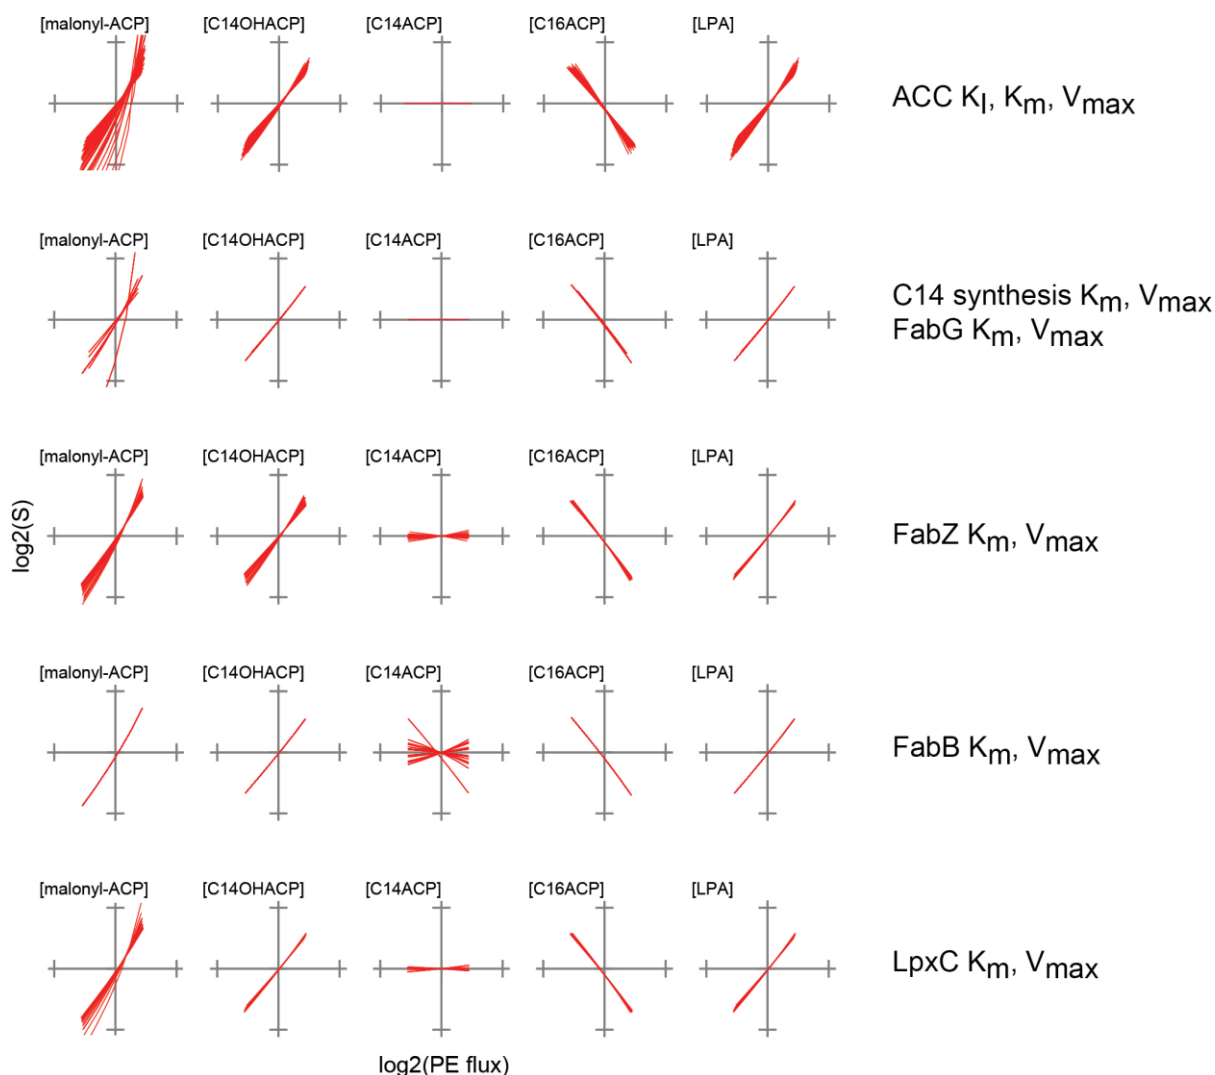 [malonyl-ACP] [C14OHACP] [C14ACP] [C16ACP] [LPA]
ACC KI, Km, Vmax
[malonyl-ACP] [C14OHACP] [C14ACP] [C16ACP] [LPA]
C14 synthesis Km, Vmax
FabG Km, Vmax
[malonyl-ACP] [C14OHACP] [C14ACP] [C16ACP] [LPA]
log2(S)
FabZ Km, Vmax
[malonyl-ACP] [C14OHACP] [C14ACP] [C16ACP] [LPA]
FabB Km, Vmax
[malonyl-ACP] [C14OHACP] [C14ACP] [C16ACP] [LPA]
LpxC Km, Vmax
log2(PE flux)